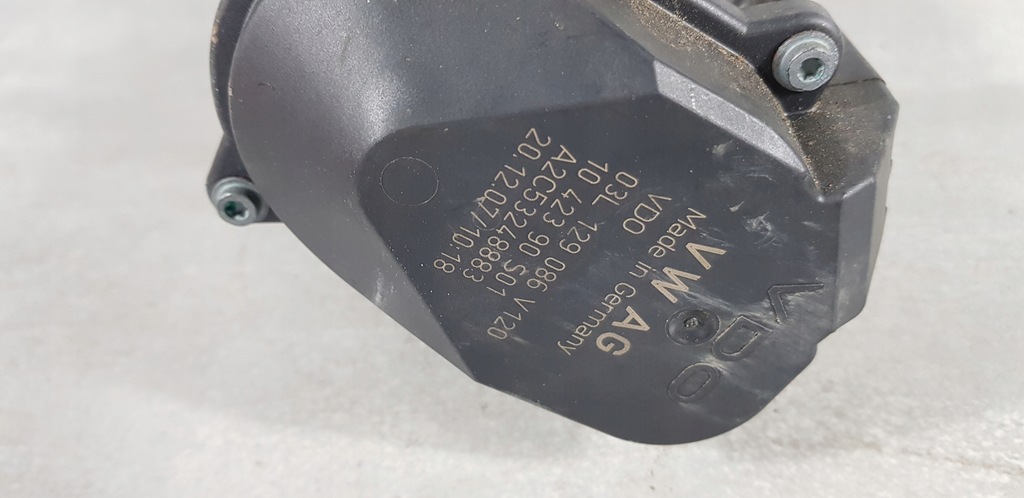 VDO
VW AG
Made In Germany
VDO
03L 129 086 V120
10 423 90 S01
A2C53248883
20.12.07/10:18